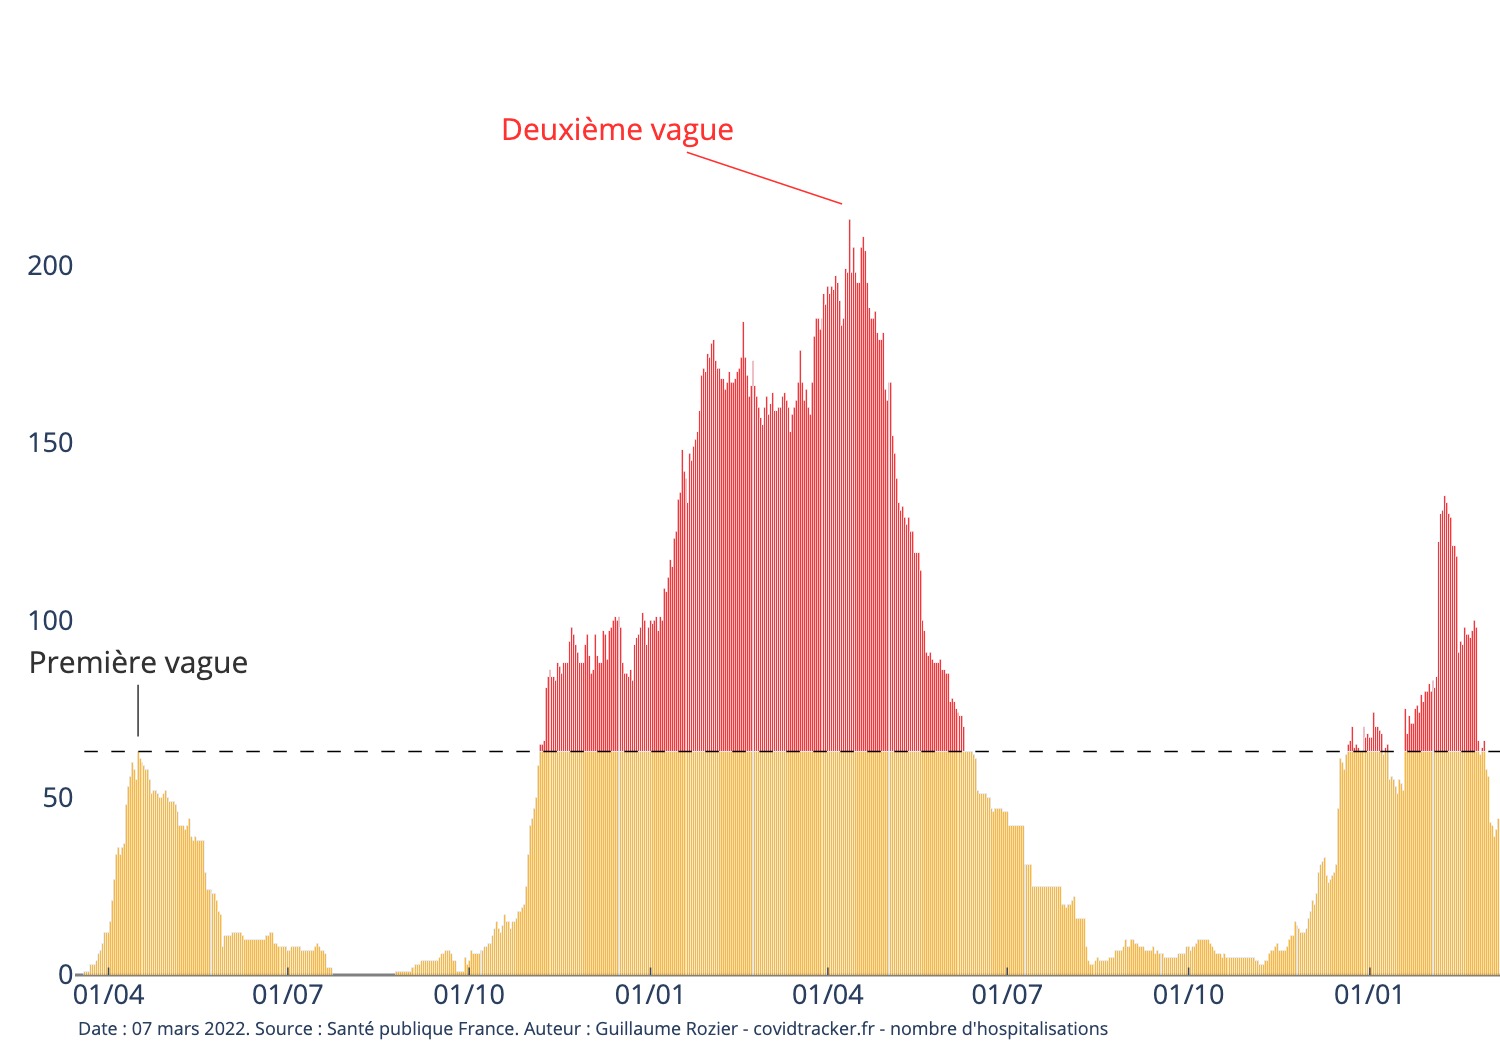 Deuxième vague
200
150
100
Première vague
50
0
01/04 01/07 01/10 01/01 01/04 01/07 01/10 01/01
Date : 07 mars 2022. Source : Santé publique France. Auteur : Guillaume Rozier - covidtracker.fr - nombre d'hospitalisations